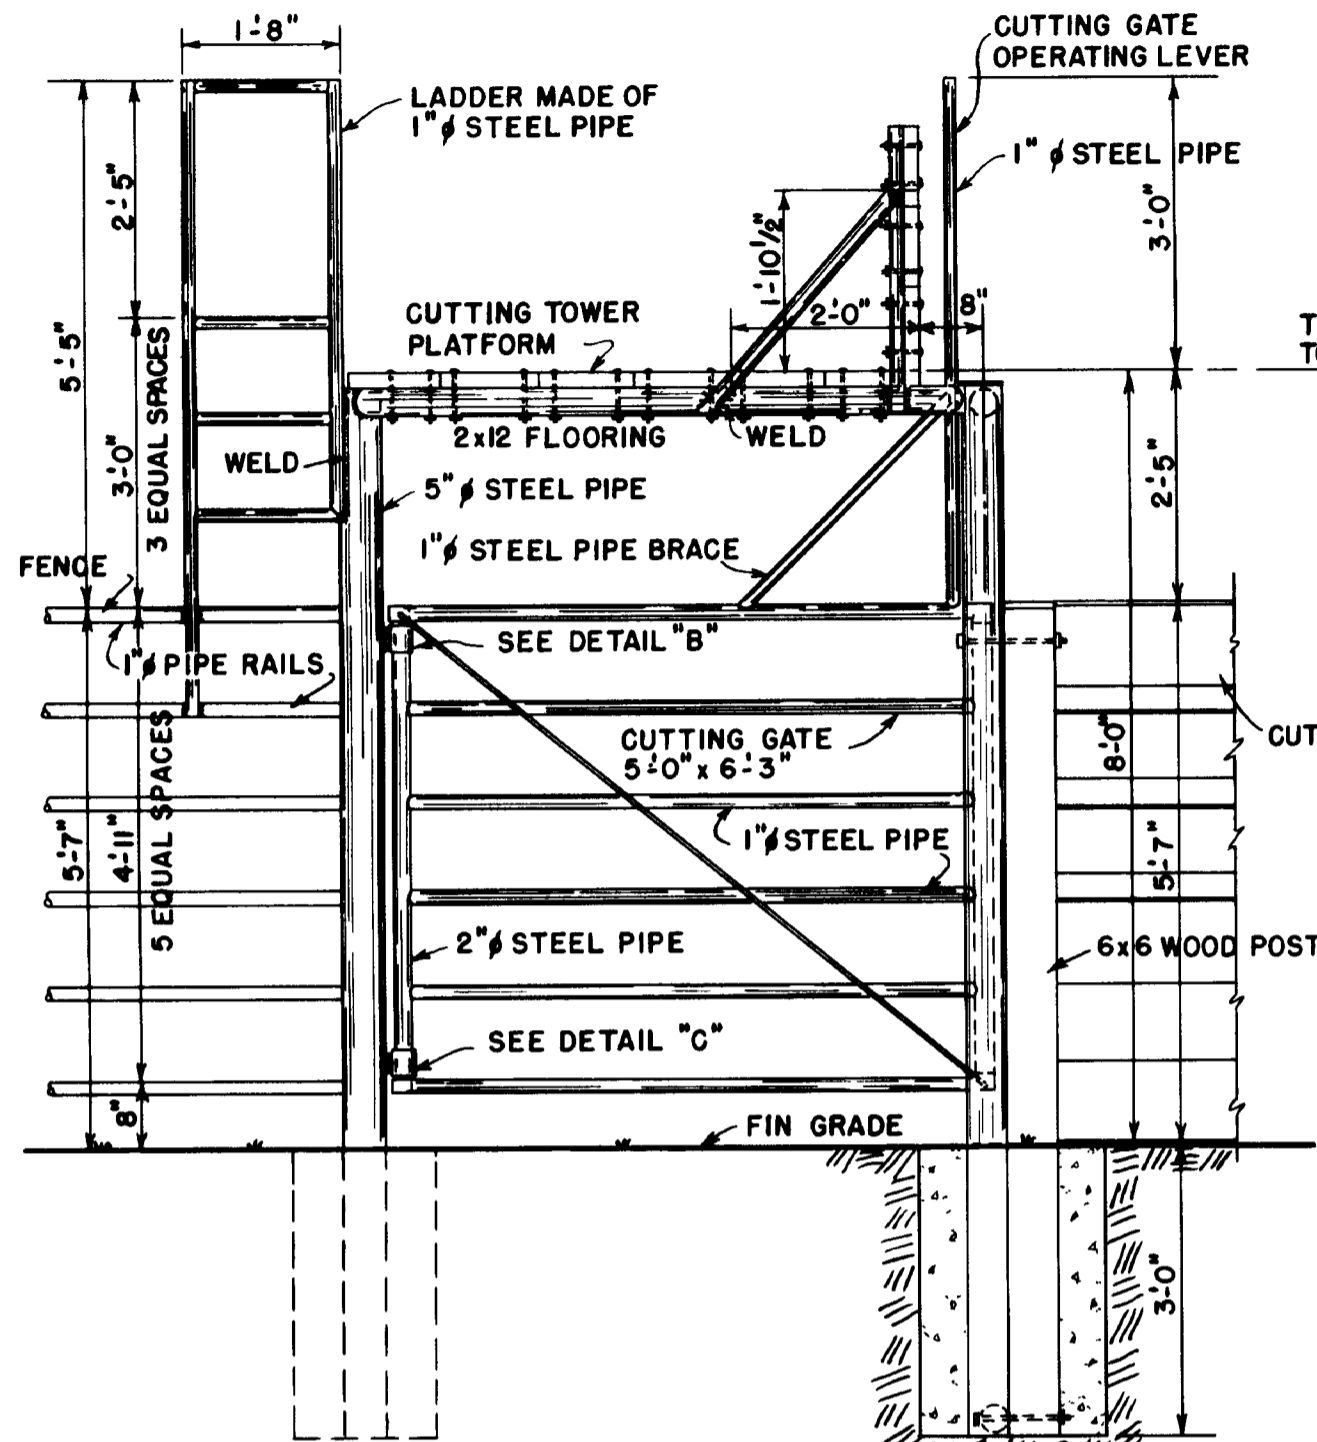 1'-8"
CUTTING GATE
OPERATING LEVER
LADDER MADE OF
1"ø STEEL PIPE
1" ø STEEL PIPE
2'-5"
3'-0"
1'-10 1/2"
5'-5"
CUTTING TOWER
PLATFORM
2'-0"
8"
3'-0"
3 EQUAL SPACES
2x12 FLOORING
WELD
WELD
5"ø STEEL PIPE
2'-5"
1"ø STEEL PIPE BRACE
FENCE
SEE DETAIL "B"
1"ø PIPE RAILS
CUTTING GATE
5'-0" x 6'-3"
8'-0"
CUT
5'-7"
4'-11"
5 EQUAL SPACES
1"ø STEEL PIPE
5'-7"
2"ø STEEL PIPE
6x6 WOOD POST
SEE DETAIL "C"
8"
FIN GRADE
3'-0"